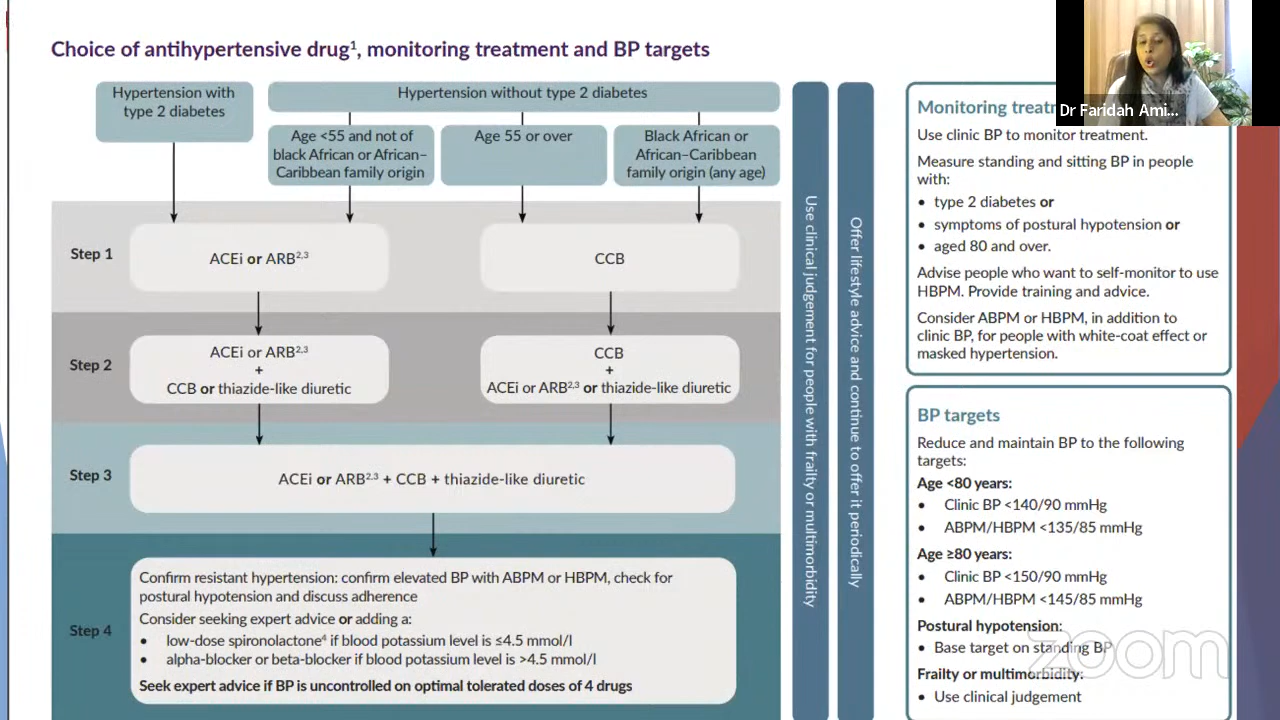 Choice of antihypertensive drug¹, monitoring treatment and BP targets
Hypertension with
type 2 diabetes
Hypertension without type 2 diabetes
Age <55 and not of
black African or African–
Caribbean family origin
Age 55 or over
Black African or
African–Caribbean
family origin (any age)
Step 1
ACEi or ARB²,³
CCB
Step 2
ACEi or ARB²,³
+
CCB or thiazide-like diuretic
CCB
+
ACEi or ARB²,³ or thiazide-like diuretic
Step 3
ACEi or ARB²,³ + CCB + thiazide-like diuretic
Step 4
Confirm resistant hypertension: confirm elevated BP with ABPM or HBPM, check for
postural hypotension and discuss adherence
Consider seeking expert advice or adding a:
• low-dose spironolactone⁴ if blood potassium level is ≤4.5 mmol/l
• alpha-blocker or beta-blocker if blood potassium level is >4.5 mmol/l
Seek expert advice if BP is uncontrolled on optimal tolerated doses of 4 drugs
Use clinical judgement for people with frailty or multimorbidity
Offer lifestyle advice and continue to offer it periodically
Monitoring
Use clinic BP to monitor treatment.
Measure standing and sitting BP in people
with:
• type 2 diabetes or
• symptoms of postural hypotension or
• aged 80 and over.
Advise people who want to self-monitor to use
HBPM. Provide training and advice.
Consider ABPM or HBPM, in addition to
clinic BP, for people with white-coat effect or
masked hypertension.
BP targets
Reduce and maintain BP to the following
targets:
Age <80 years:
• Clinic BP <140/90 mmHg
• ABPM/HBPM <135/85 mmHg
Age ≥80 years:
• Clinic BP <150/90 mmHg
• ABPM/HBPM <145/85 mmHg
Postural hypotension:
• Base target on standing BP
Frailty or multimorbidity:
• Use clinical judgement
Dr Faridah Ami...
zoom